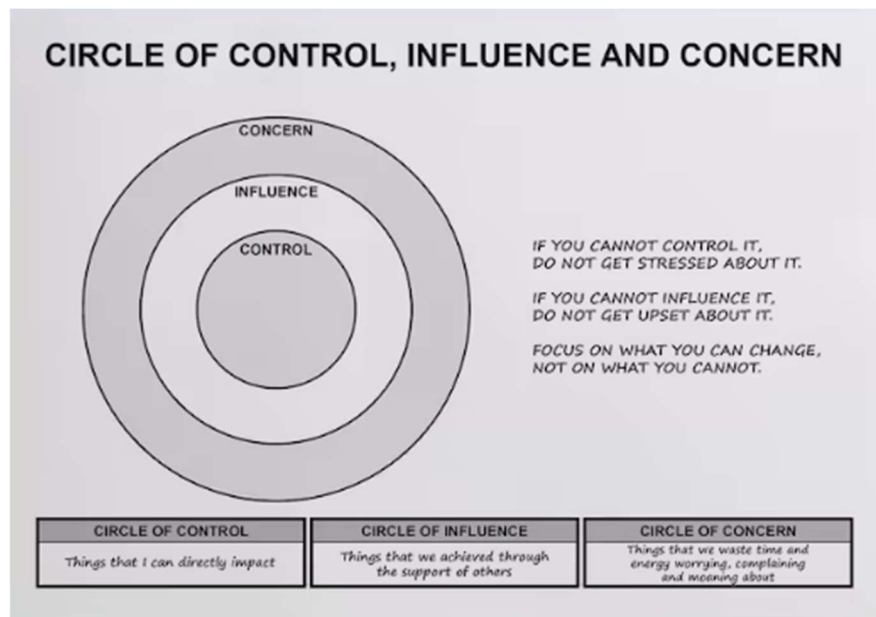 CIRCLE OF CONTROL, INFLUENCE AND CONCERN
CONCERN
INFLUENCE
CONTROL
IF YOU CANNOT CONTROL IT,
DO NOT GET STRESSED ABOUT IT.
IF YOU CANNOT INFLUENCE IT,
DO NOT GET UPSET ABOUT IT.
FOCUS ON WHAT YOU CAN CHANGE,
NOT ON WHAT YOU CANNOT.
CIRCLE OF CONTROL
Things that I can directly impact
CIRCLE OF INFLUENCE
Things that we achieved through
the support of others
CIRCLE OF CONCERN
Things that we waste time and
energy worrying, complaining
and moaning about